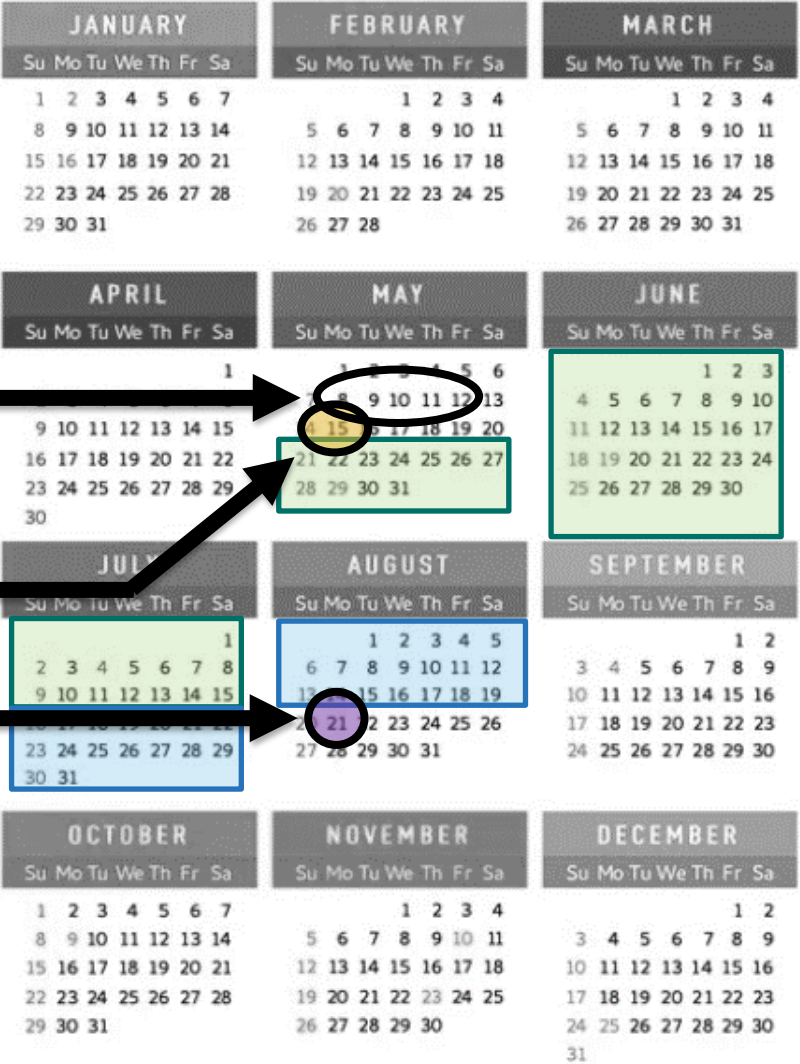 JANUARY FEBRUARY MARCH
Su Mo Tu We Th Fr Sa Su Mo Tu We Th Fr Sa Su Mo Tu We Th Fr Sa
1 2 3 4 5 6 7 1 2 3 4 1 2 3 4
8 9 10 11 12 13 14 5 6 7 8 9 10 11 5 6 7 8 9 10 11
15 16 17 18 19 20 21 12 13 14 15 16 17 18 12 13 14 15 16 17 18
22 23 24 25 26 27 28 19 20 21 22 23 24 25 19 20 21 22 23 24 25
29 30 31 26 27 28 26 27 28 29 30 31
APRIL MAY JUNE
Su Mo Tu We Th Fr Sa Su Mo Tu We Th Fr Sa Su Mo Tu We Th Fr Sa
1 1 2 3 4 5 6 1 2 3
7 8 9 10 11 12 13 4 5 6 7 8 9 10
9 10 11 12 13 14 15 15 17 18 19 20 11 12 13 14 15 16 17
16 17 18 19 20 21 22 21 22 23 24 25 26 27 18 19 20 21 22 23 24
23 24 25 26 27 28 29 28 29 30 31 25 26 27 28 29 30
30
JULY AUGUST SEPTEMBER
Su Mo Tu We Th Fr Sa Su Mo Tu We Th Fr Sa Su Mo Tu We Th Fr Sa
1 1 2 3 4 5 1 2
2 3 4 5 6 7 8 6 7 8 9 10 11 12 3 4 5 6 7 8 9
9 10 11 12 13 14 15 13 15 16 17 18 19 10 11 12 13 14 15 16
21 22 23 24 25 26 17 18 19 20 21 22 23
23 24 25 26 27 28 29 27 28 29 30 31 24 25 26 27 28 29 30
30 31
OCTOBER NOVEMBER DECEMBER
Su Mo Tu We Th Fr Sa Su Mo Tu We Th Fr Sa Su Mo Tu We Th Fr Sa
1 2 3 4 5 6 7 1 2 3 4 1 2
8 9 10 11 12 13 14 5 6 7 8 9 10 11 3 4 5 6 7 8 9
15 16 17 18 19 20 21 12 13 14 15 16 17 18 10 11 12 13 14 15 16
22 23 24 25 26 27 28 19 20 21 22 23 24 25 17 18 19 20 21 22 23
29 30 31 26 27 28 29 30 24 25 26 27 28 29 30
31